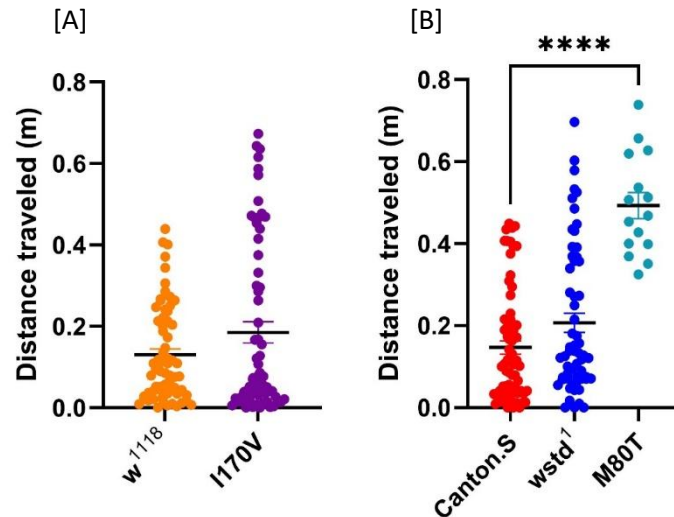 [A]
Distance traveled (m)
0.8
0.6
0.4
0.2
0.0
w1118
I170V
[B]
****
Distance traveled (m)
0.8
0.6
0.4
0.2
0.0
Canton.S
wstd1
M80T